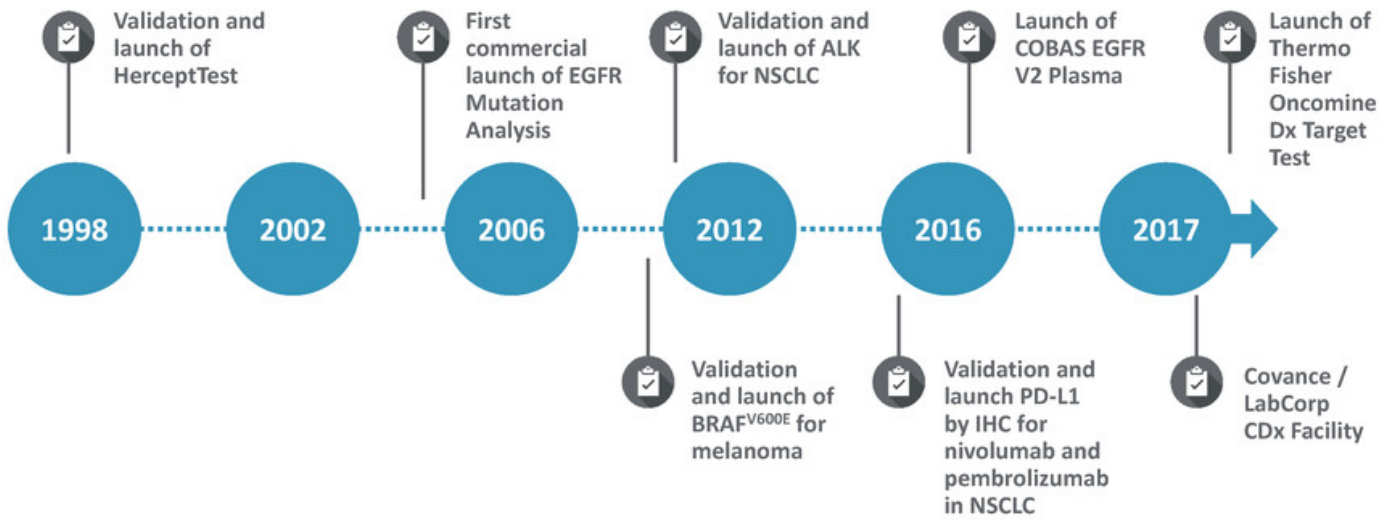 Validation and
launch of
HerceptTest
First
commercial
launch of EGFR
Mutation
Analysis
Validation and
launch of ALK
for NSCLC
Launch of
COBAS EGFR
V2 Plasma
Launch of
Thermo
Fisher
Oncomine
Dx Target
Test
1998
2002
2006
2012
2016
2017
Validation
and launch of
BRAFV600E for
melanoma
Validation and
launch PD-L1
by IHC for
nivolumab and
pembrolizumab
in NSCLC
Covance /
LabCorp
CDx Facility